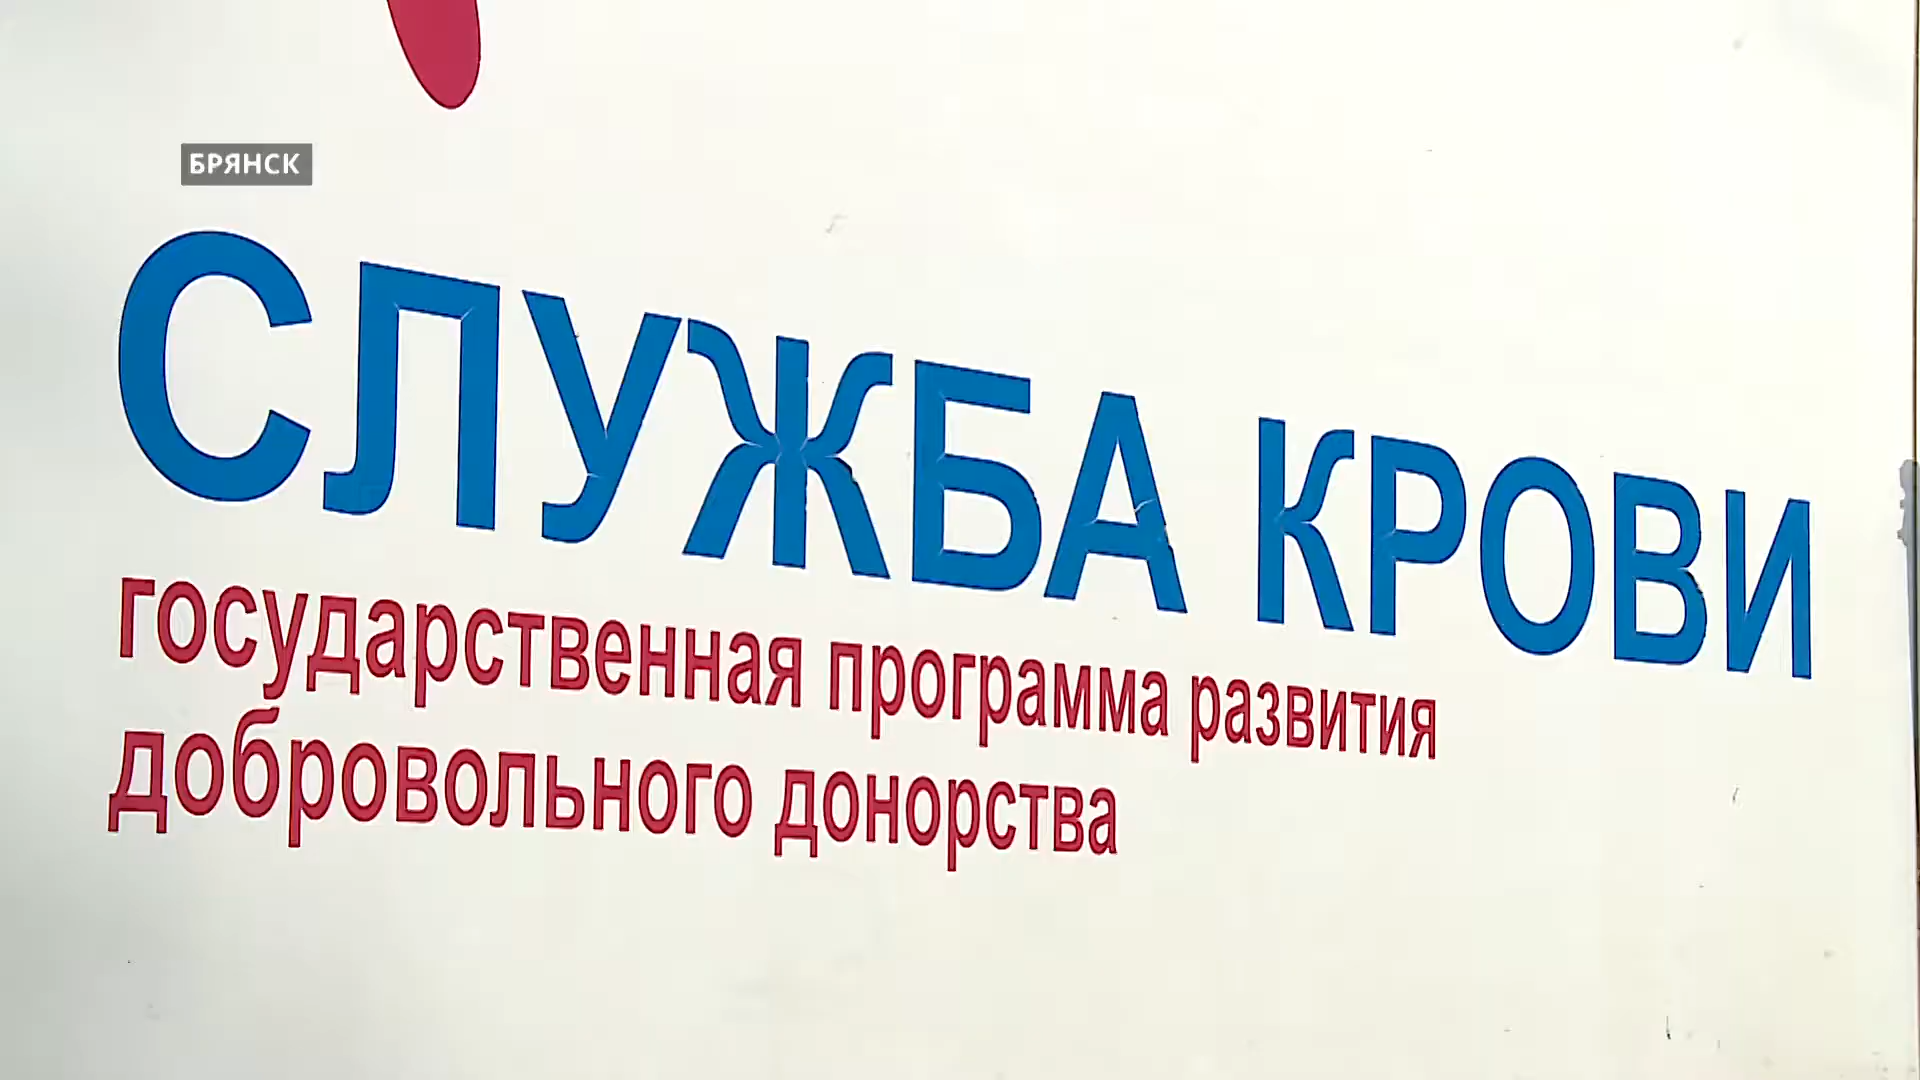 БРЯНСК
СЛУЖБА КРОВИ
государственная программа развития
добровольного донорства